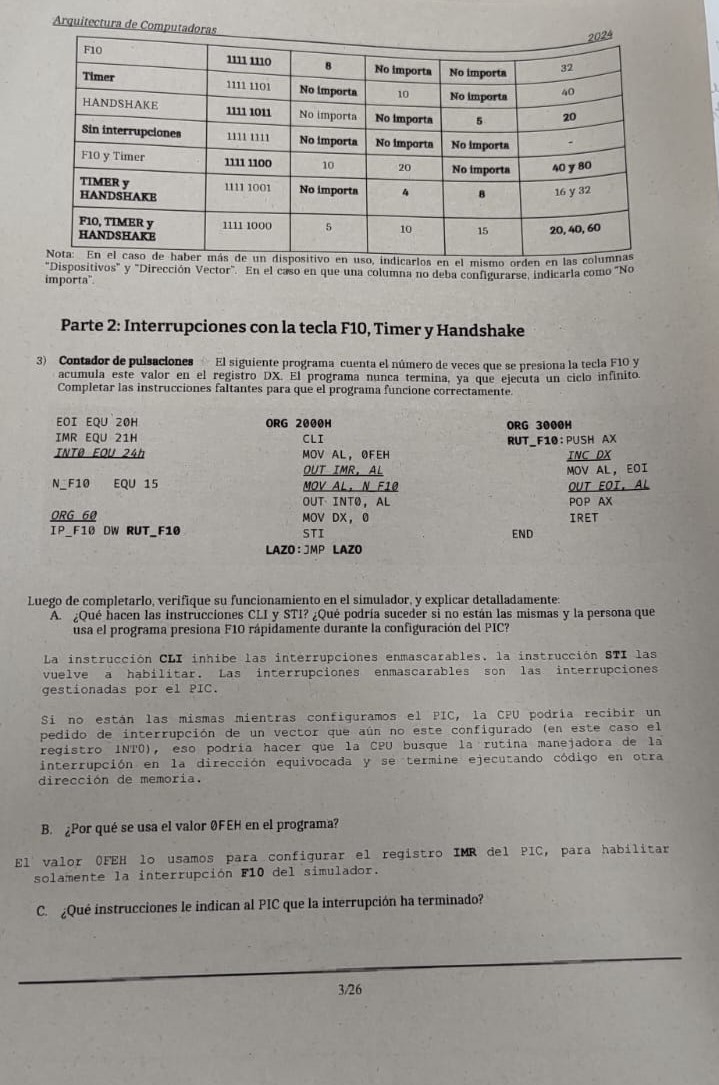 Arquitectura de Computadoras 2024
F10 1111 1110 8 No importa No importa 32
Timer 1111 1101 No importa 10 No importa 40
HANDSHAKE 1111 1011 No importa No importa 5 20
Sin interrupciones 1111 1111 No importa No importa No importa -
F10 y Timer 1111 1100 10 20 No importa 40 y 80
TIMER y HANDSHAKE 1111 1001 No importa 4 8 16 y 32
F10, TIMER y HANDSHAKE 1111 1000 5 10 15 20, 40, 60
Nota: En el caso de haber más de un dispositivo en uso, indicarlos en el mismo orden en las columnas
"Dispositivos" y "Dirección Vector". En el caso en que una columna no deba configurarse, indicarla como "No
importa".
Parte 2: Interrupciones con la tecla F10, Timer y Handshake
3) Contador de pulsaciones El siguiente programa cuenta el número de veces que se presiona la tecla F10 y
acumula este valor en el registro DX. El programa nunca termina, ya que ejecuta un ciclo infinito.
Completar las instrucciones faltantes para que el programa funcione correctamente.
EOI EQU 20H
IMR EQU 21H
INT0 EQU 24h
N_F10 EQU 15
ORG 60
IP_F10 DW RUT_F10
ORG 2000H
CLI
MOV AL, 0FEH
OUT IMR, AL
MOV AL, N_F10
OUT INT0, AL
MOV DX, 0
STI
LAZO:JMP LAZO
ORG 3000H
RUT_F10:PUSH AX
INC DX
MOV AL, EOI
OUT EOI, AL
POP AX
IRET
END
Luego de completarlo, verifique su funcionamiento en el simulador, y explicar detalladamente:
A. ¿Qué hacen las instrucciones CLI y STI? ¿Qué podría suceder si no están las mismas y la persona que
usa el programa presiona F10 rápidamente durante la configuración del PIC?
La instrucción CLI inhibe las interrupciones enmascarables, la instrucción STI las
vuelve a habilitar. Las interrupciones enmascarables son las interrupciones
gestionadas por el PIC.
Si no están las mismas mientras configuramos el PIC, la CPU podría recibir un
pedido de interrupción de un vector que aún no este configurado (en este caso el
registro INT0), eso podría hacer que la CPU busque la rutina manejadora de la
interrupción en la dirección equivocada y se termine ejecutando código en otra
dirección de memoria.
B. ¿Por qué se usa el valor 0FEH en el programa?
El valor 0FEH lo usamos para configurar el registro IMR del PIC, para habilitar
solamente la interrupción F10 del simulador.
C. ¿Qué instrucciones le indican al PIC que la interrupción ha terminado?
3/26